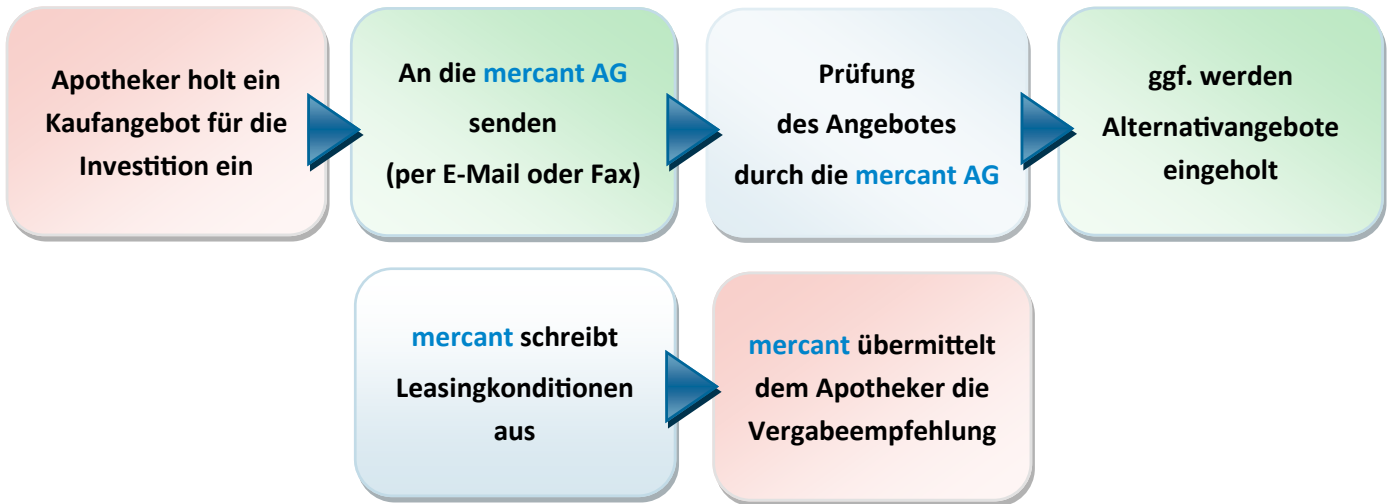 Apotheker holt ein
Kaufangebot für die
Investition ein
An die mercant AG
senden
(per E-Mail oder Fax)
Prüfung
des Angebotes
durch die mercant AG
ggf. werden
Alternativangebote
eingeholt
mercant schreibt
Leasingkonditionen
aus
mercant übermittelt
dem Apotheker die
Vergabeempfehlung